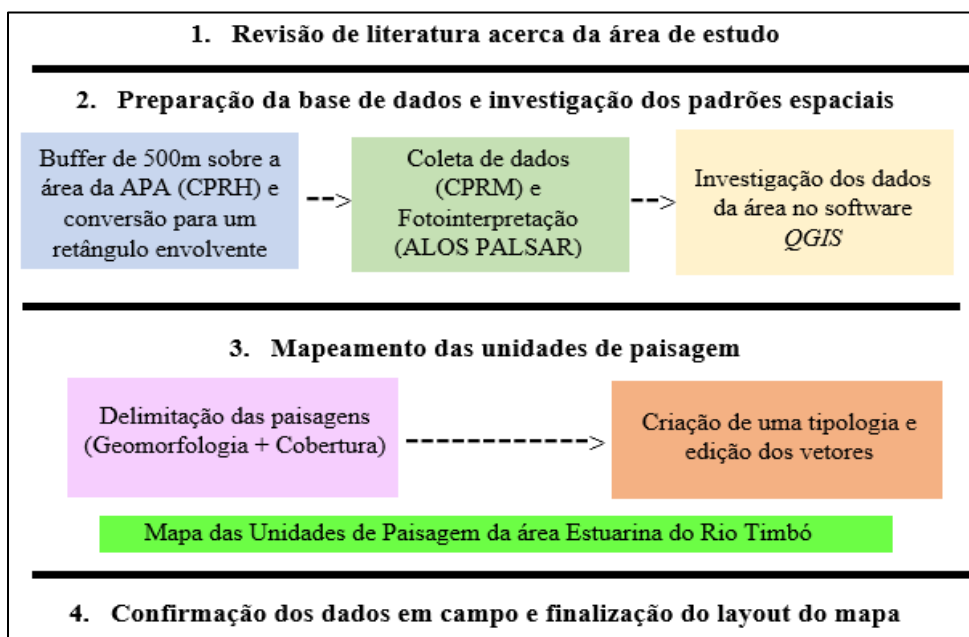 1. Revisão de literatura acerca da área de estudo
2. Preparação da base de dados e investigação dos padrões espaciais
Buffer de 500m sobre a
área da APA (CPRH) e
conversão para um
retângulo envolvente
Coleta de dados
(CPRM) e
Fotointerpretação
(ALOS PALSAR)
Investigação dos dados
da área no software
QGIS
3. Mapeamento das unidades de paisagem
Delimitação das paisagens
(Geomorfologia + Cobertura)
Criação de uma tipologia e
edição dos vetores
Mapa das Unidades de Paisagem da área Estuarina do Rio Timbó
4. Confirmação dos dados em campo e finalização do layout do mapa